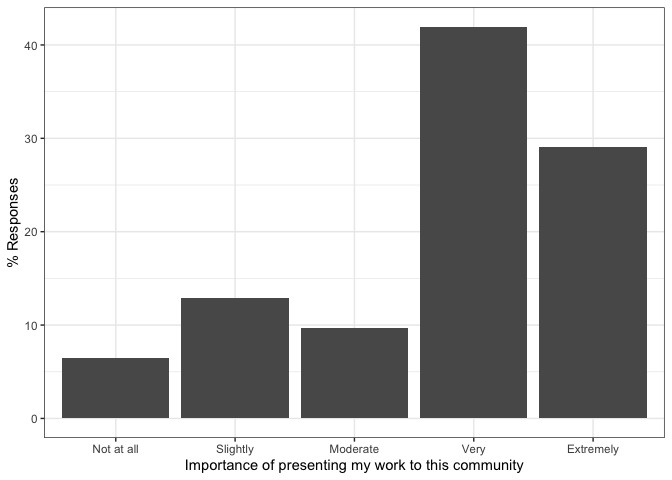 % Responses
40
30
20
10
0
Not at all Slightly Moderate Very Extremely
Importance of presenting my work to this community